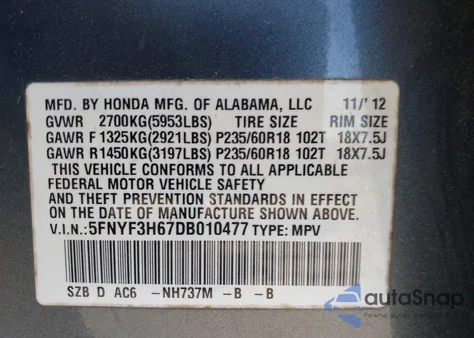 MFD. BY HONDA MFG. OF ALABAMA, LLC 11/' 12
GVWR 2700KG(5953LBS) TIRE SIZE RIM SIZE
GAWR F 1325KG(2921LBS) P235/60R18 102T 18X7.5J
GAWR R1450KG(3197LBS) P235/60R18 102T 18X7.5J
THIS VEHICLE CONFORMS TO ALL APPLICABLE
FEDERAL MOTOR VEHICLE SAFETY
AND THEFT PREVENTION STANDARDS IN EFFECT
ON THE DATE OF MANUFACTURE SHOWN ABOVE.
V.I.N.:5FNYF3H67DB010477 TYPE: MPV
SZB D AC6 -NH737M -B -B
autoSnap